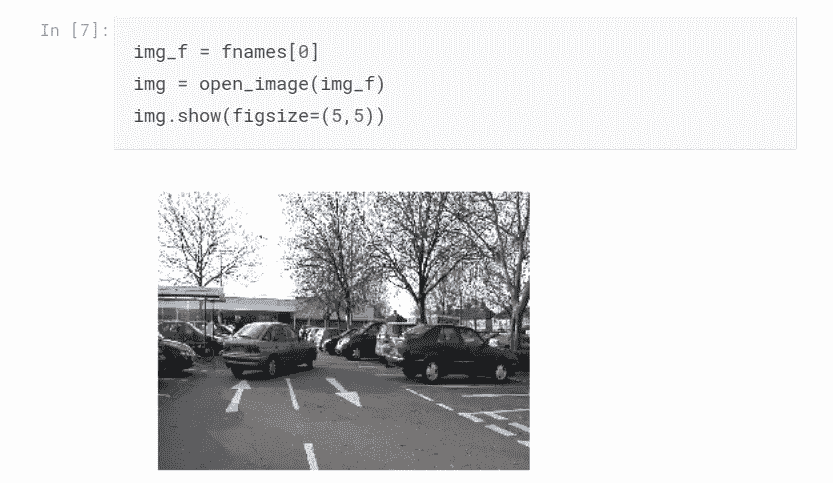 In [7]:
img_f = fnames[0]
img = open_image(img_f)
img.show(figsize=(5,5))